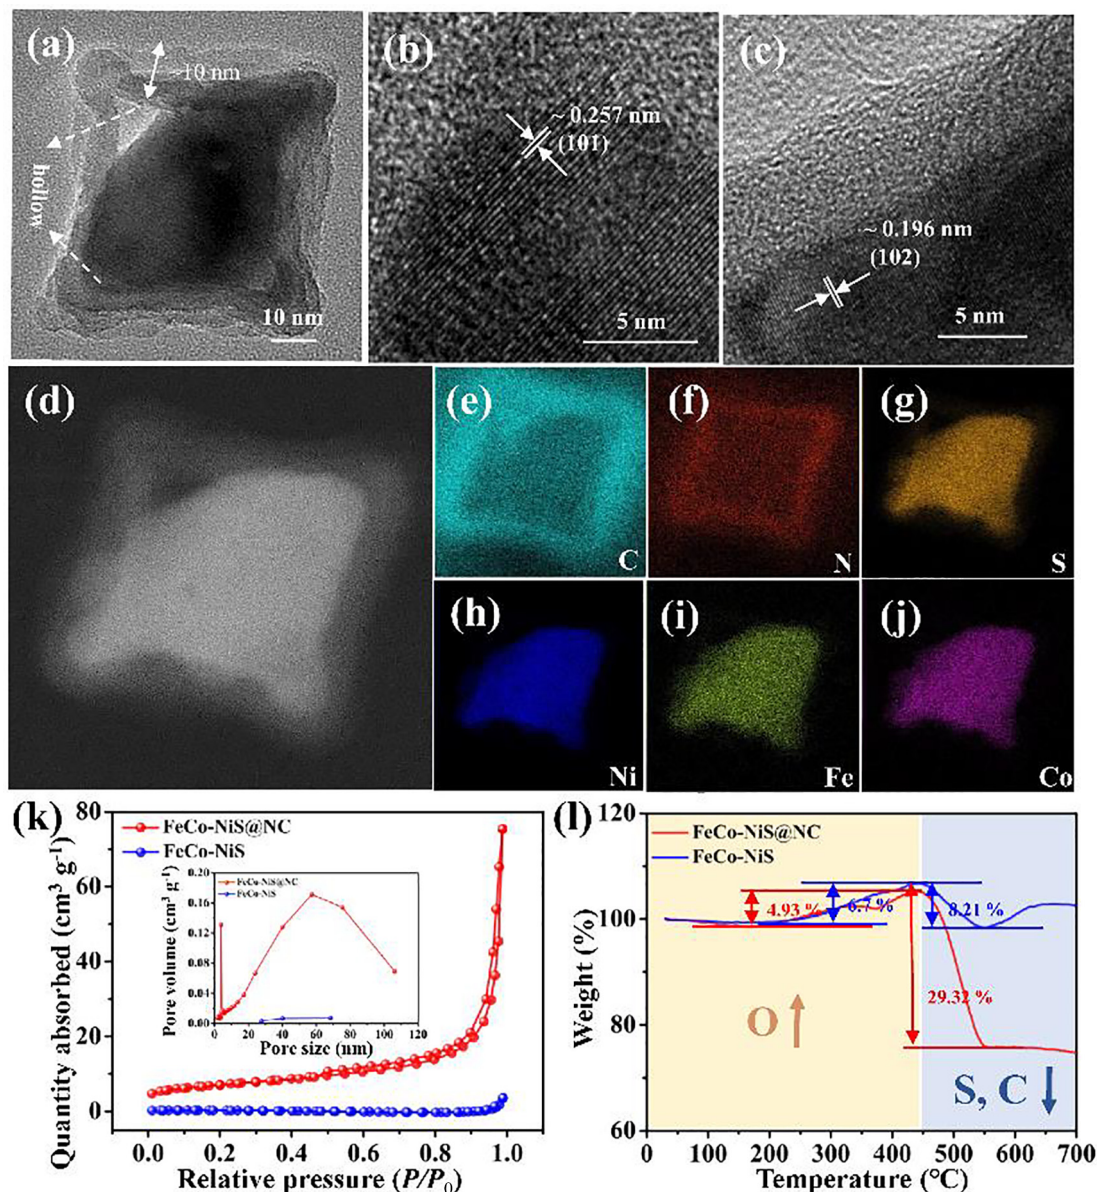 (a)
~10 nm
hollow
10 nm
(b)
~ 0.257 nm
(101)
5 nm
(c)
~ 0.196 nm
(102)
5 nm
(d)
(e)
C
(f)
N
(g)
S
(h)
Ni
(i)
Fe
(j)
Co
(k)
FeCo-NiS@NC
FeCo-NiS
Quantity absorbed (cm³ g⁻¹)
80
60
40
20
0
0.0 0.2 0.4 0.6 0.8 1.0
Relative pressure (P/P₀)
FeCo-NiS@NC
FeCo-NiS
Pore volume (cm³ g⁻¹)
0.20
0.16
0.12
0.08
0.04
0.00
0 20 40 60 80 100 120
Pore size (nm)
(l)
FeCo-NiS@NC
FeCo-NiS
Weight (%)
120
100
80
60
4.93 %
6.7 %
8.21 %
29.32 %
O
S, C
100 200 300 400 500 600 700
Temperature (°C)